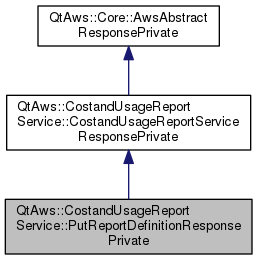 QtAws::Core::AwsAbstract
ResponsePrivate
QtAws::CostandUsageReport
Service::CostandUsageReportService
ResponsePrivate
QtAws::CostandUsageReport
Service::PutReportDefinitionResponse
Private